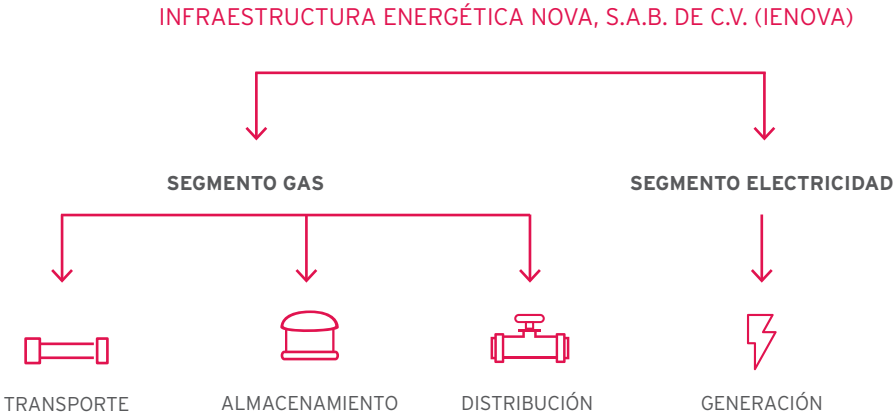 INFRAESTRUCTURA ENERGÉTICA NOVA, S.A.B. DE C.V. (IENOVA)
SEGMENTO GAS
SEGMENTO ELECTRICIDAD
TRANSPORTE
ALMACENAMIENTO
DISTRIBUCIÓN
GENERACIÓN